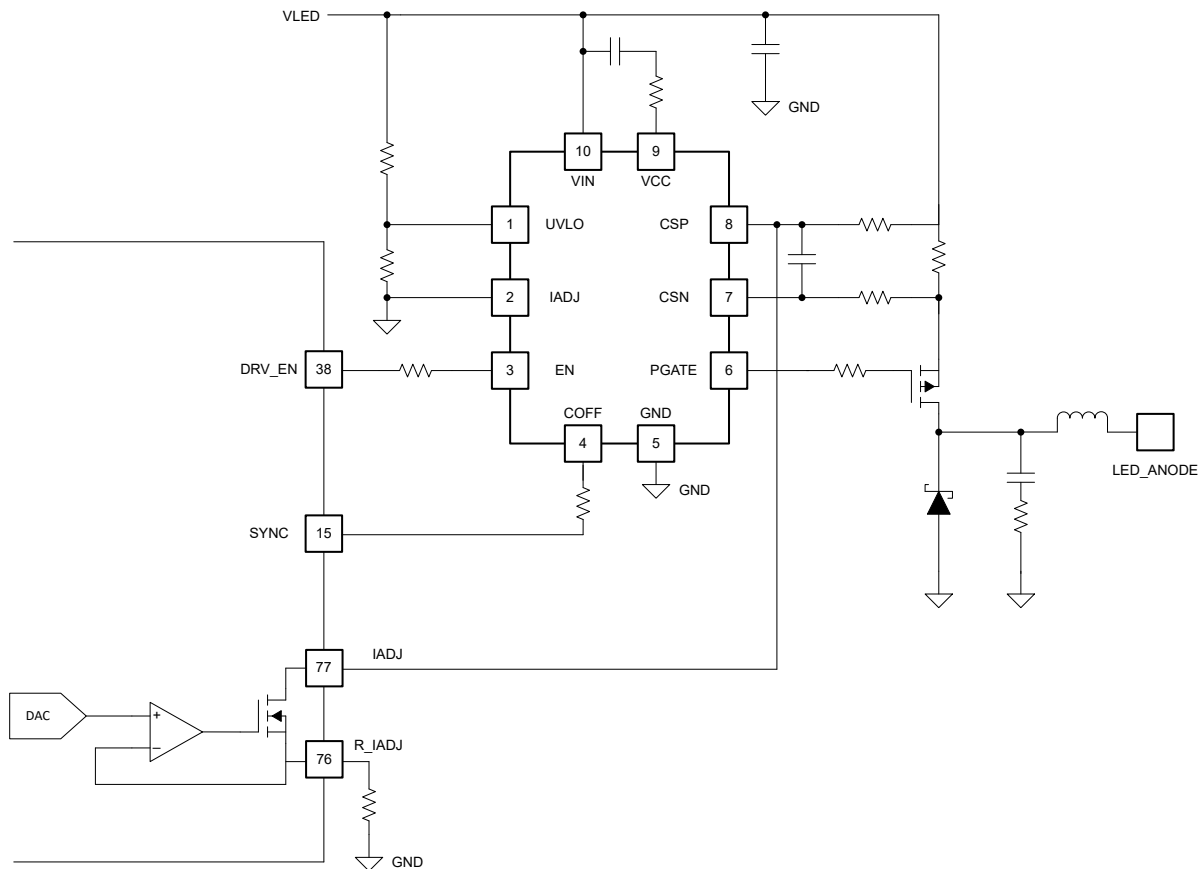 VLED
GND
10
9
VIN
VCC
1
UVLO
CSP
8
2
IADJ
CSN
7
DRV_EN
38
3
EN
PGATE
6
COFF
GND
4
5
GND
LED_ANODE
SYNC
15
IADJ
77
DAC
+
−
R_IADJ
76
GND